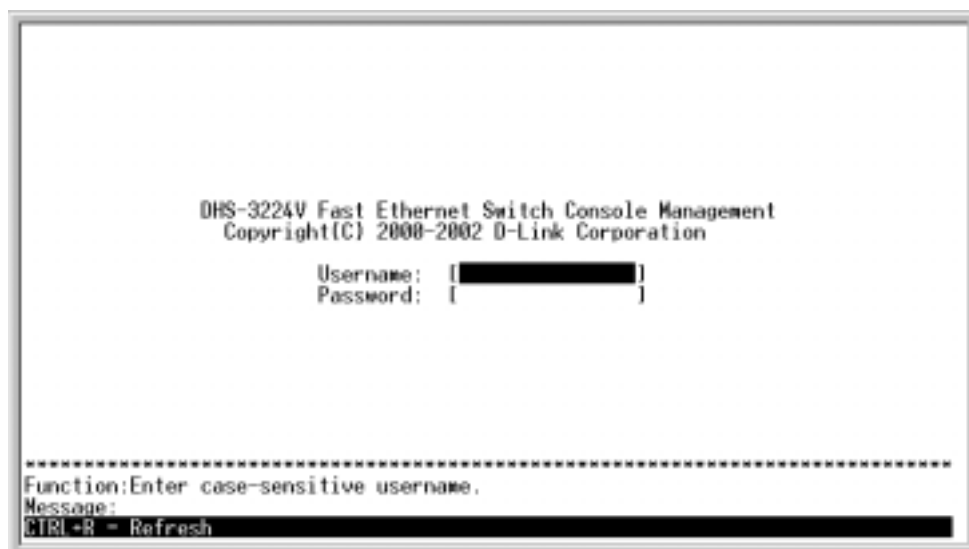 DHS-3224V Fast Ethernet Switch Console Management
Copyright(C) 2000-2002 D-Link Corporation
Username: [ ]
Password: [ ]
*******************************************************************************
Function:Enter case-sensitive username.
Message:
CTRL+R = Refresh